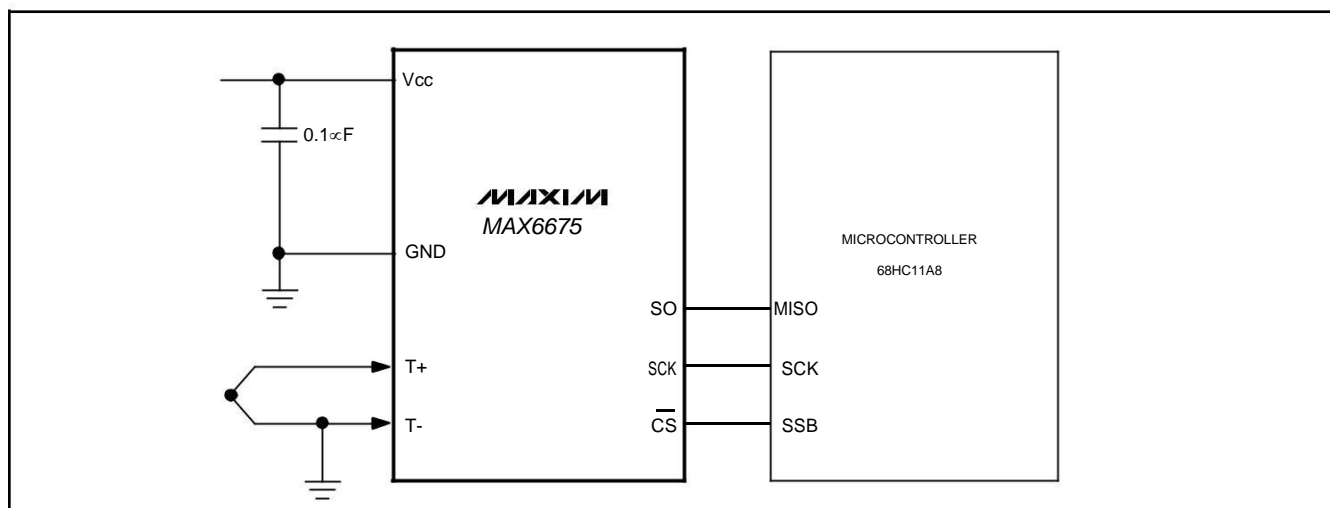 Vcc
0.1∝F
MAXIM
MAX6675
GND
MICROCONTROLLER
68HC11A8
SO
MISO
SCK
SCK
T+
T-
CS
SSB